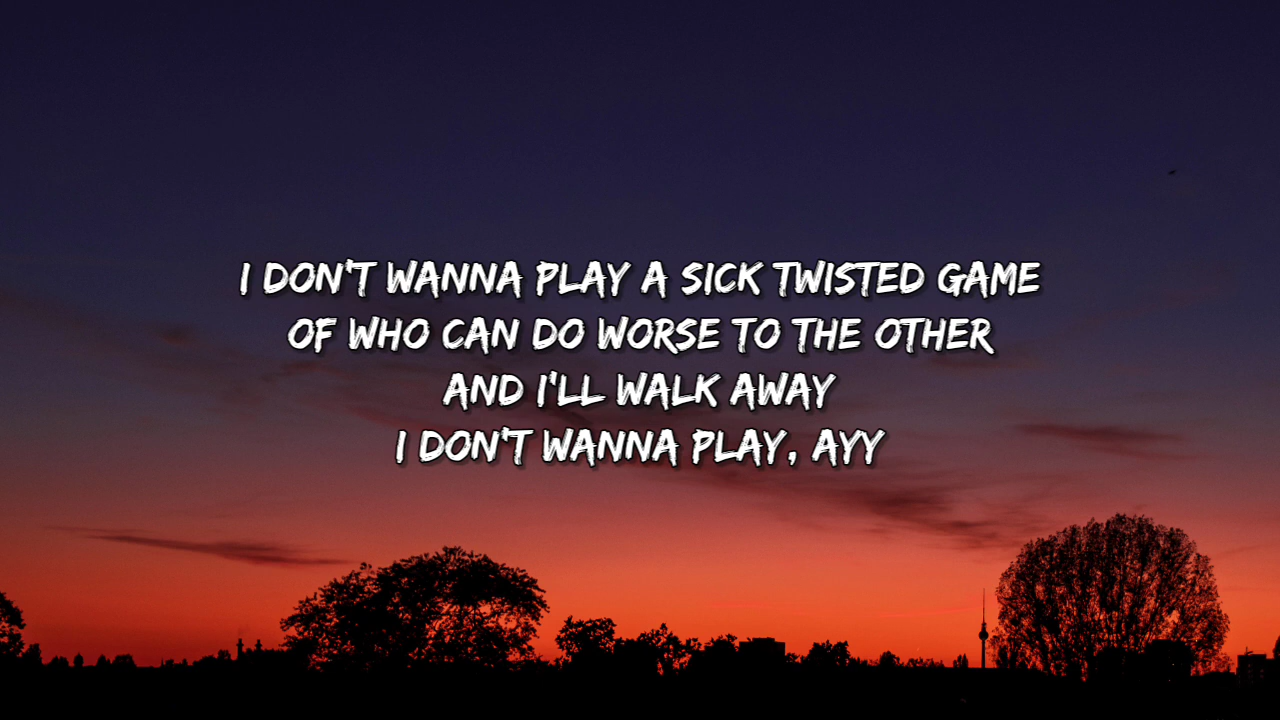 I DON'T WANNA PLAY A SICK TWISTED GAME
OF WHO CAN DO WORSE TO THE OTHER
AND I'LL WALK AWAY
I DON'T WANNA PLAY, AYY